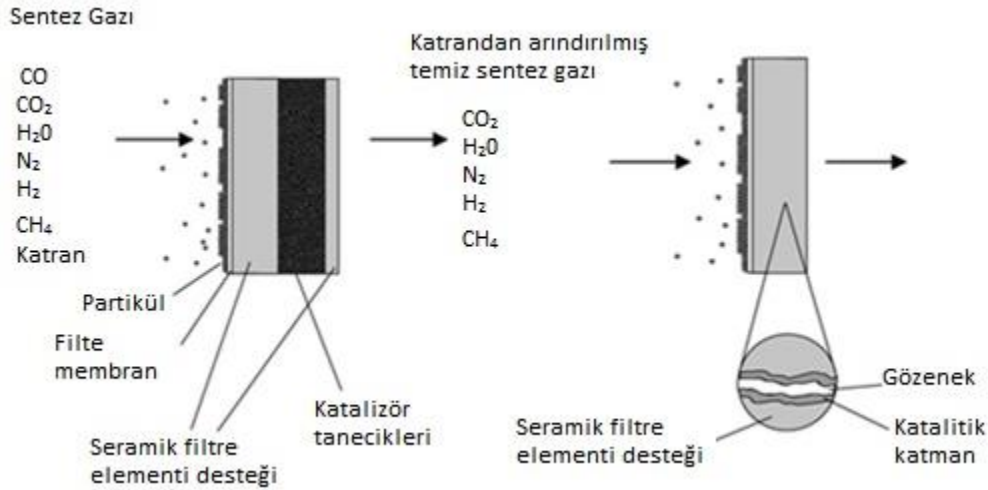 Sentez Gazı
CO
CO₂
H₂0
N₂
H₂
CH₄
Katran
Partikül
Filte
membran
Seramik filtre
elementi desteği
Katalizör
tanecikleri
Katrandan arındırılmış
temiz sentez gazı
CO₂
H₂0
N₂
H₂
CH₄
Seramik filtre
elementi desteği
Gözenek
Katalitik
katman